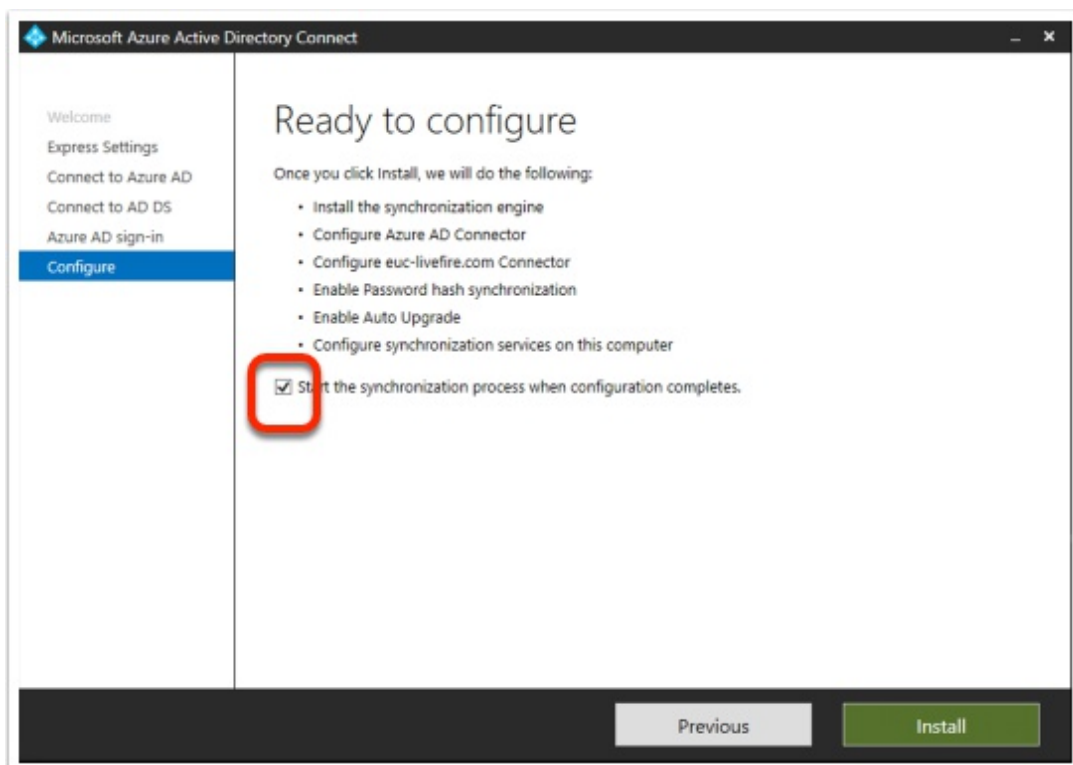 Microsoft Azure Active Directory Connect
Welcome
Express Settings
Connect to Azure AD
Connect to AD DS
Azure AD sign-in
Configure
Ready to configure
Once you click Install, we will do the following:
• Install the synchronization engine
• Configure Azure AD Connector
• Configure euc-livefire.com Connector
• Enable Password hash synchronization
• Enable Auto Upgrade
• Configure synchronization services on this computer
Start the synchronization process when configuration completes.
Previous
Install